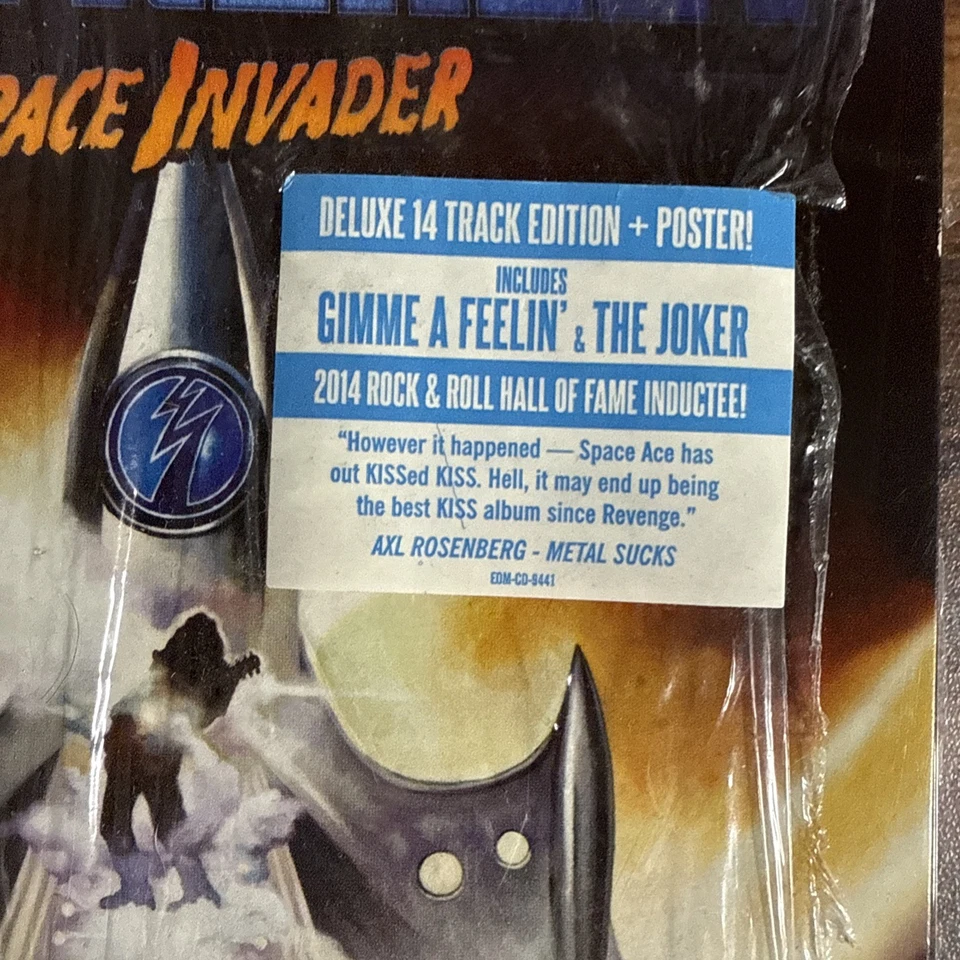 PACE INVADER
DELUXE 14 TRACK EDITION + POSTER!
INCLUDES
GIMME A FEELIN' & THE JOKER
2014 ROCK & ROLL HALL OF FAME INDUCTEE!
“However it happened — Space Ace has
out KISSed KISS. Hell, it may end up being
the best KISS album since Revenge.”
AXL ROSENBERG - METAL SUCKS
EOM-CD-9441